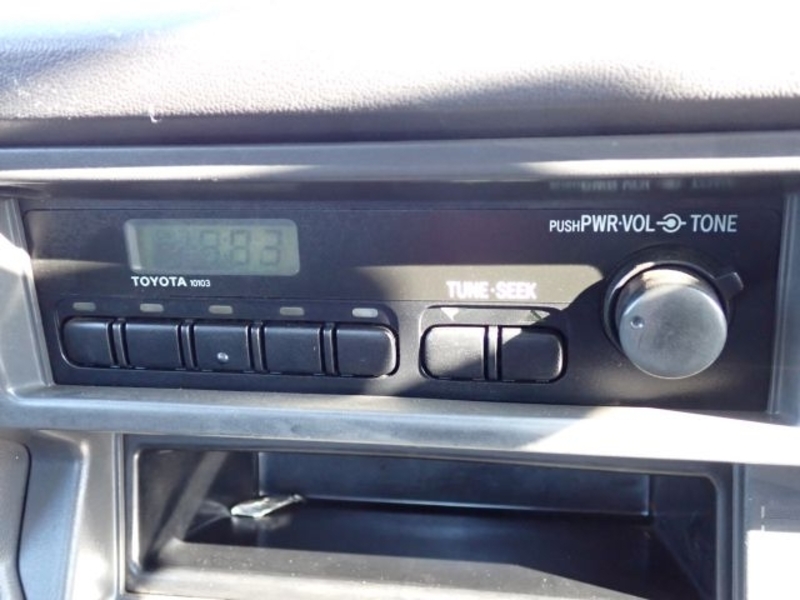 PUSH PWR·VOL TONE
TOYOTA 10103
TUNE·SEEK